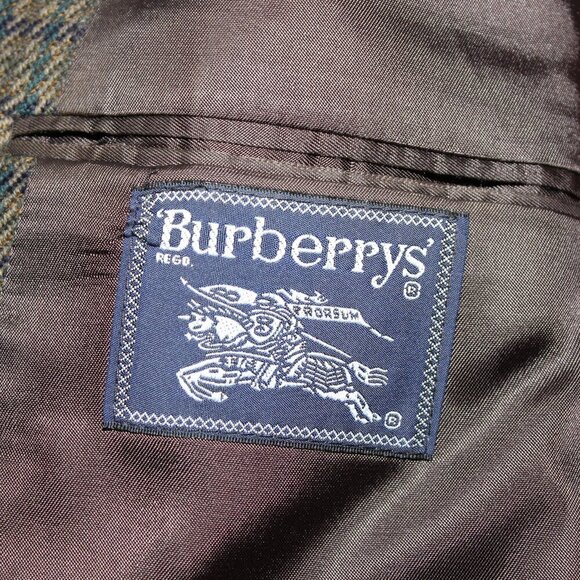 'Burberrys'
REGD. ®
PRORSUM
®